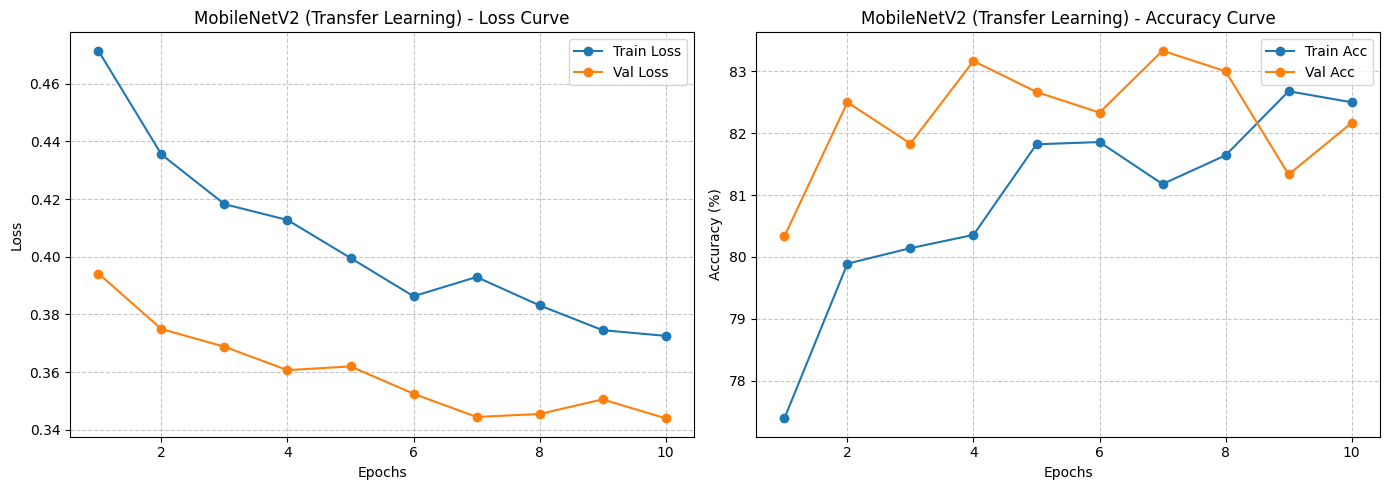 MobileNetV2 (Transfer Learning) - Loss Curve
Train Loss
Val Loss
0.46
0.44
0.42
0.40
0.38
0.36
0.34
Loss
2 4 6 8 10
Epochs
MobileNetV2 (Transfer Learning) - Accuracy Curve
Train Acc
Val Acc
83
82
81
80
79
78
Accuracy (%)
2 4 6 8 10
Epochs